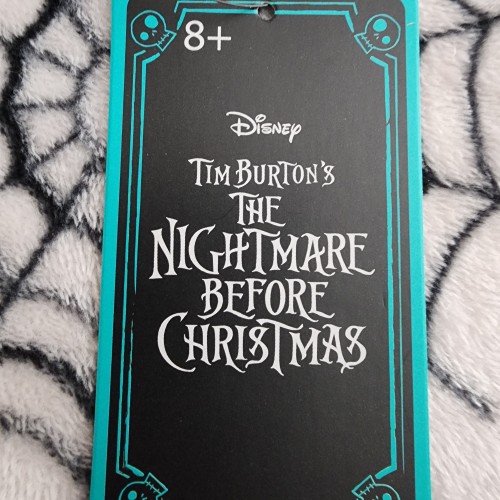 8+
Disney
TIM BURTON'S
THE
NIGHTMARE
BEFORE
CHRISTMAS